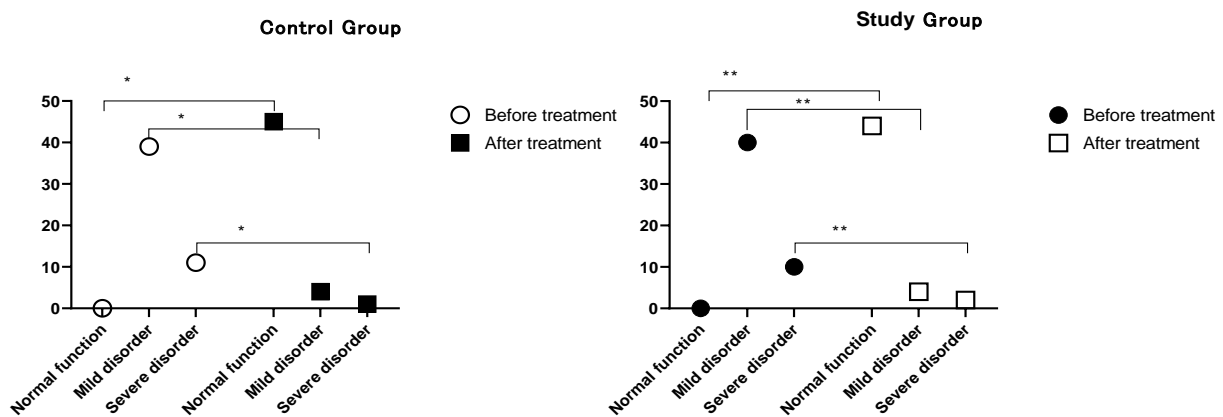 Control Group
*
*
*
50
40
30
20
10
0
Normal function
Mild disorder
Severe disorder
Normal function
Mild disorder
Severe disorder
Before treatment
After treatment
Study Group
**
**
**
50
40
30
20
10
0
Normal function
Mild disorder
Severe disorder
Normal function
Mild disorder
Severe disorder
Before treatment
After treatment